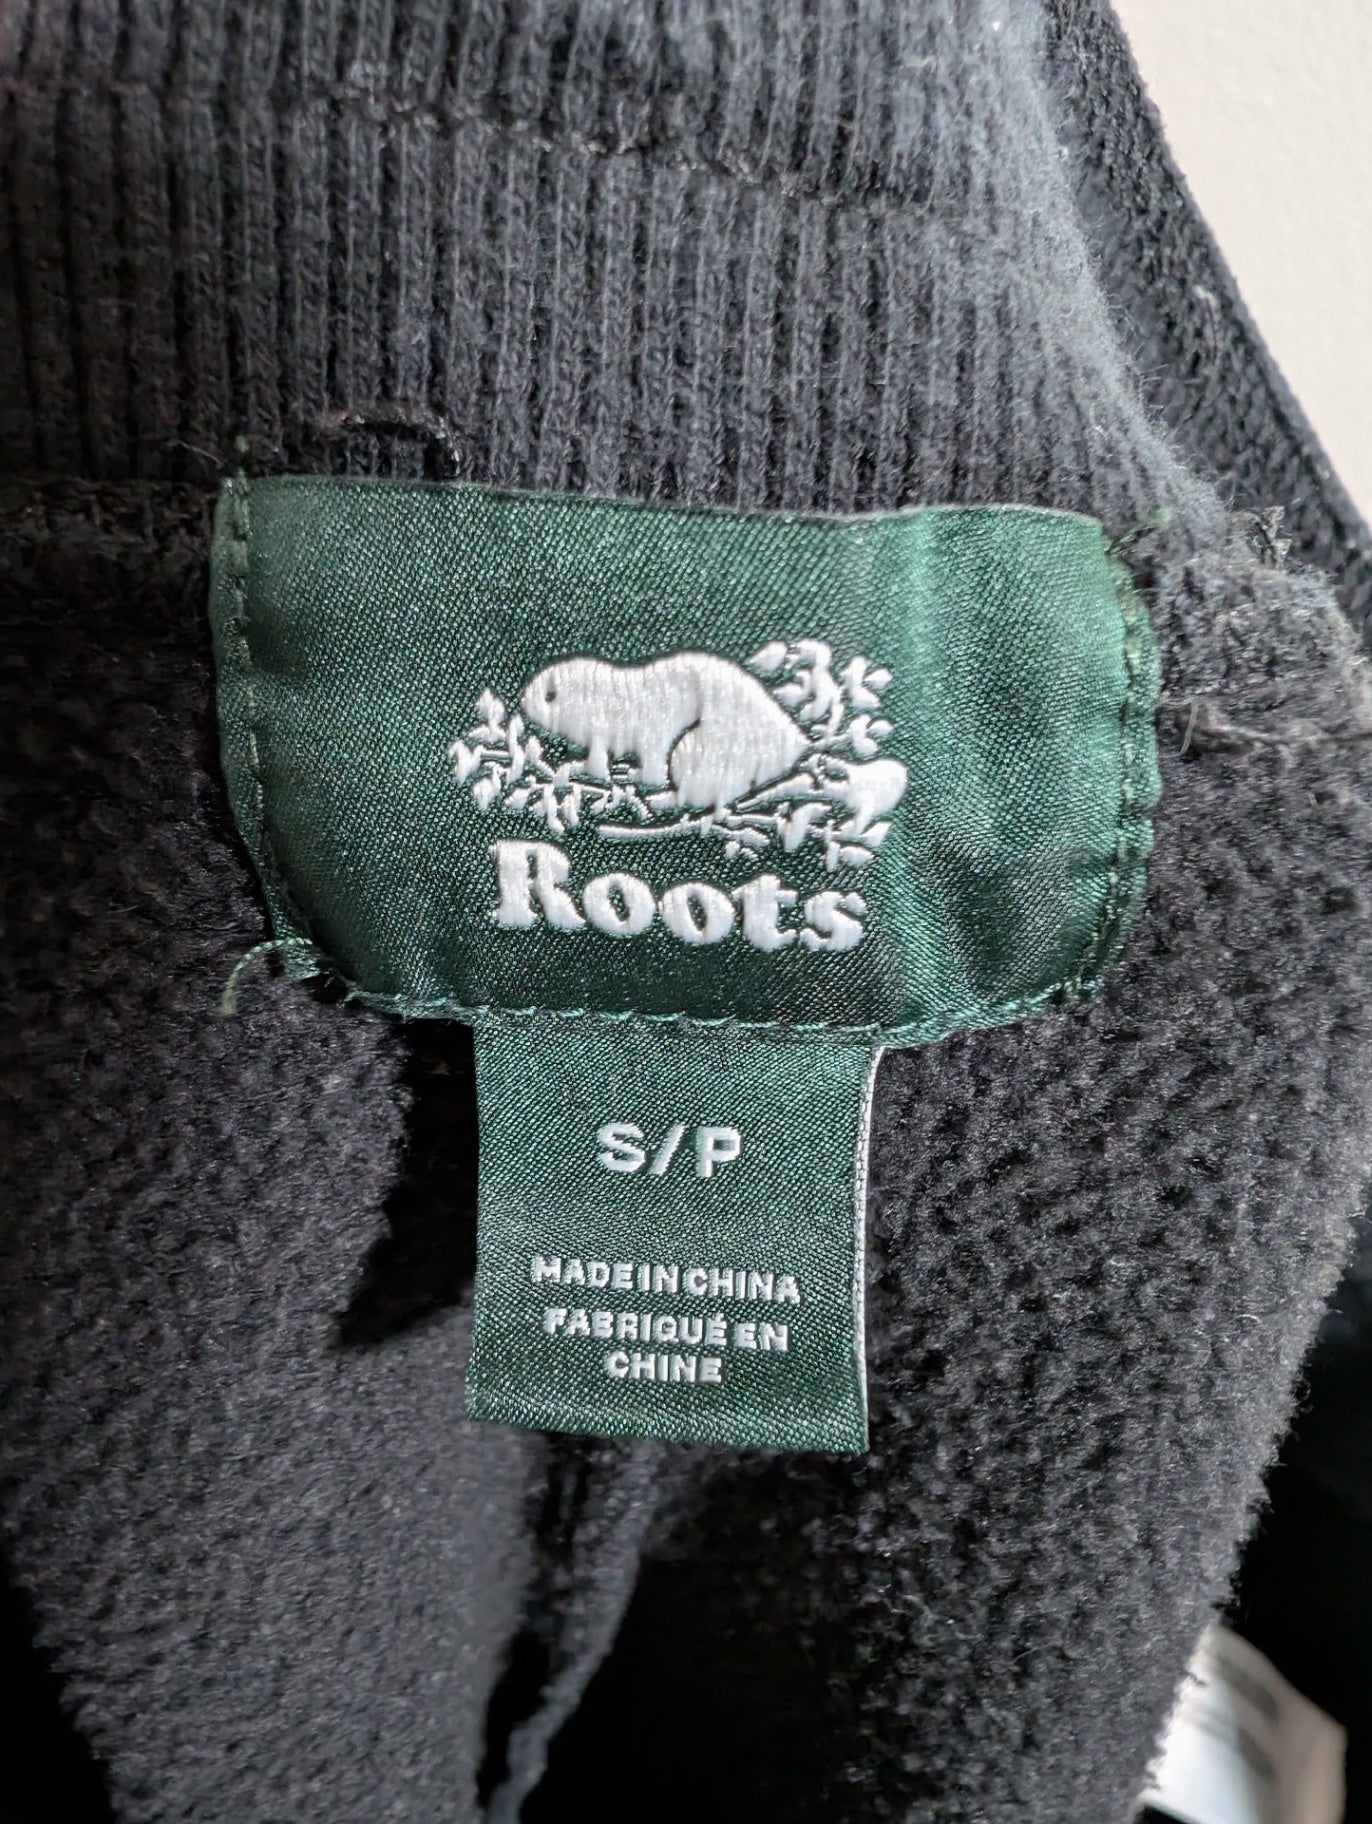 Roots
S/P
MADE IN CHINA
FABRIQUÉ EN
CHINE